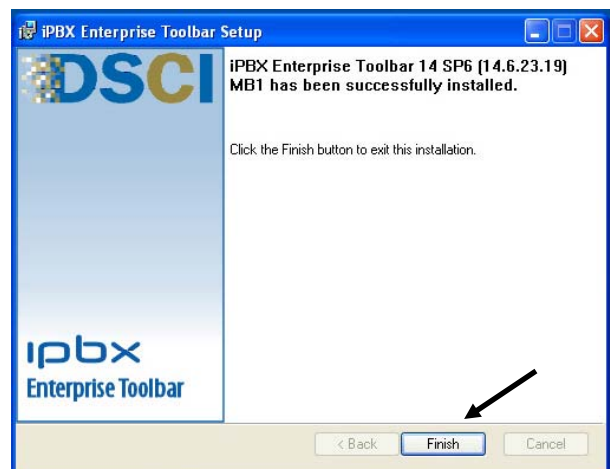 iPBX Enterprise Toolbar Setup
DSCI
iPBX Enterprise Toolbar 14 SP6 (14.6.23.19)
MB1 has been successfully installed.
Click the Finish button to exit this installation.
ipbx
Enterprise Toolbar
< Back
Finish
Cancel